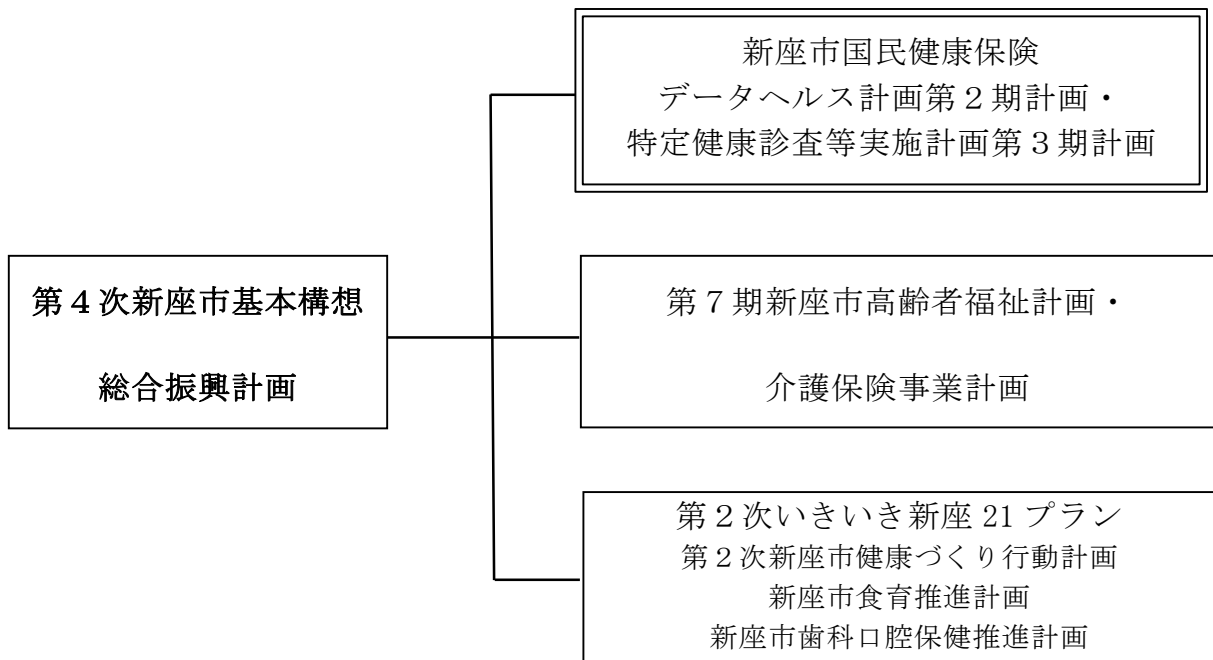 新座市国民健康保険
データヘルス計画第２期計画・
特定健康診査等実施計画第３期計画
第４次新座市基本構想
総合振興計画
第７期新座市高齢者福祉計画・
介護保険事業計画
第２次いきいき新座 21 プラン
第２次新座市健康づくり行動計画
新座市食育推進計画
新座市歯科口腔保健推進計画